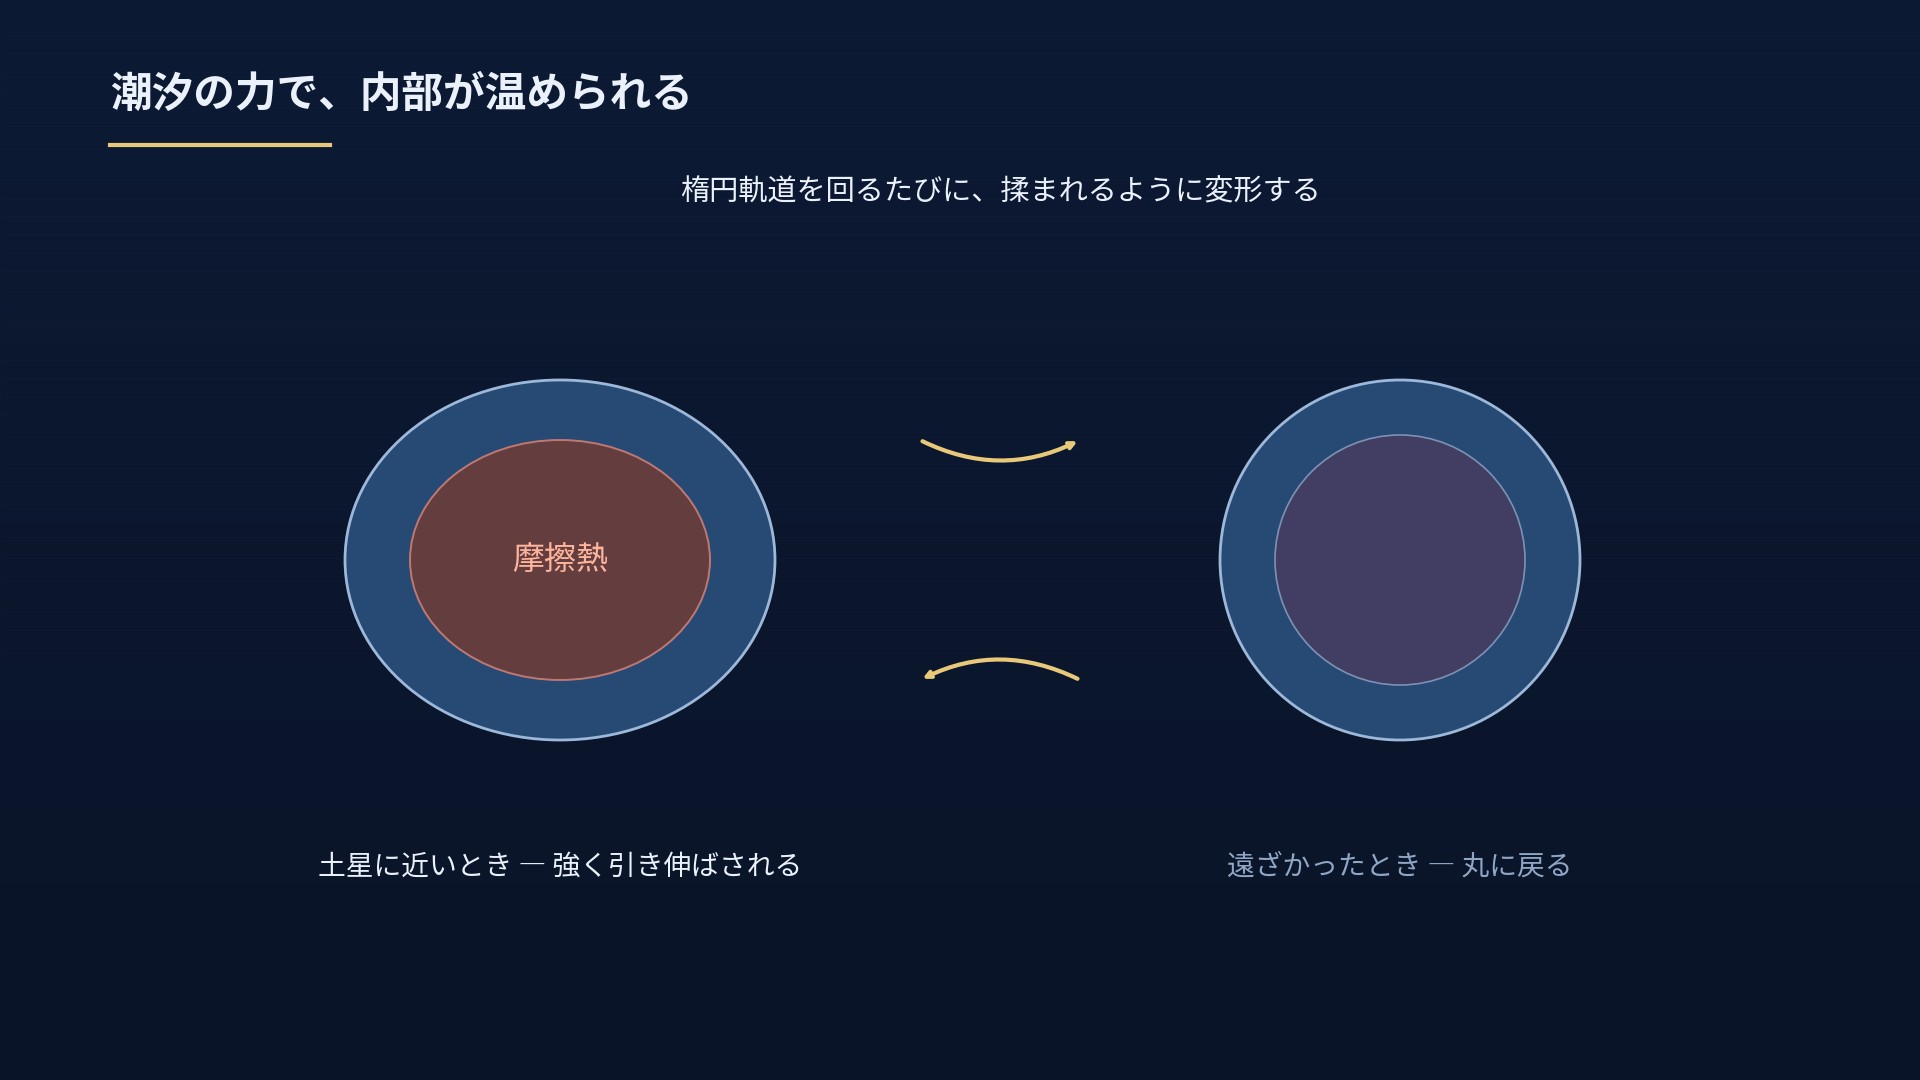 潮汐の力で、内部が温められる
楕円軌道を回るたびに、揉まれるように変形する
摩擦熱
土星に近いとき ― 強く引き伸ばされる
遠ざかったとき ― 丸に戻る